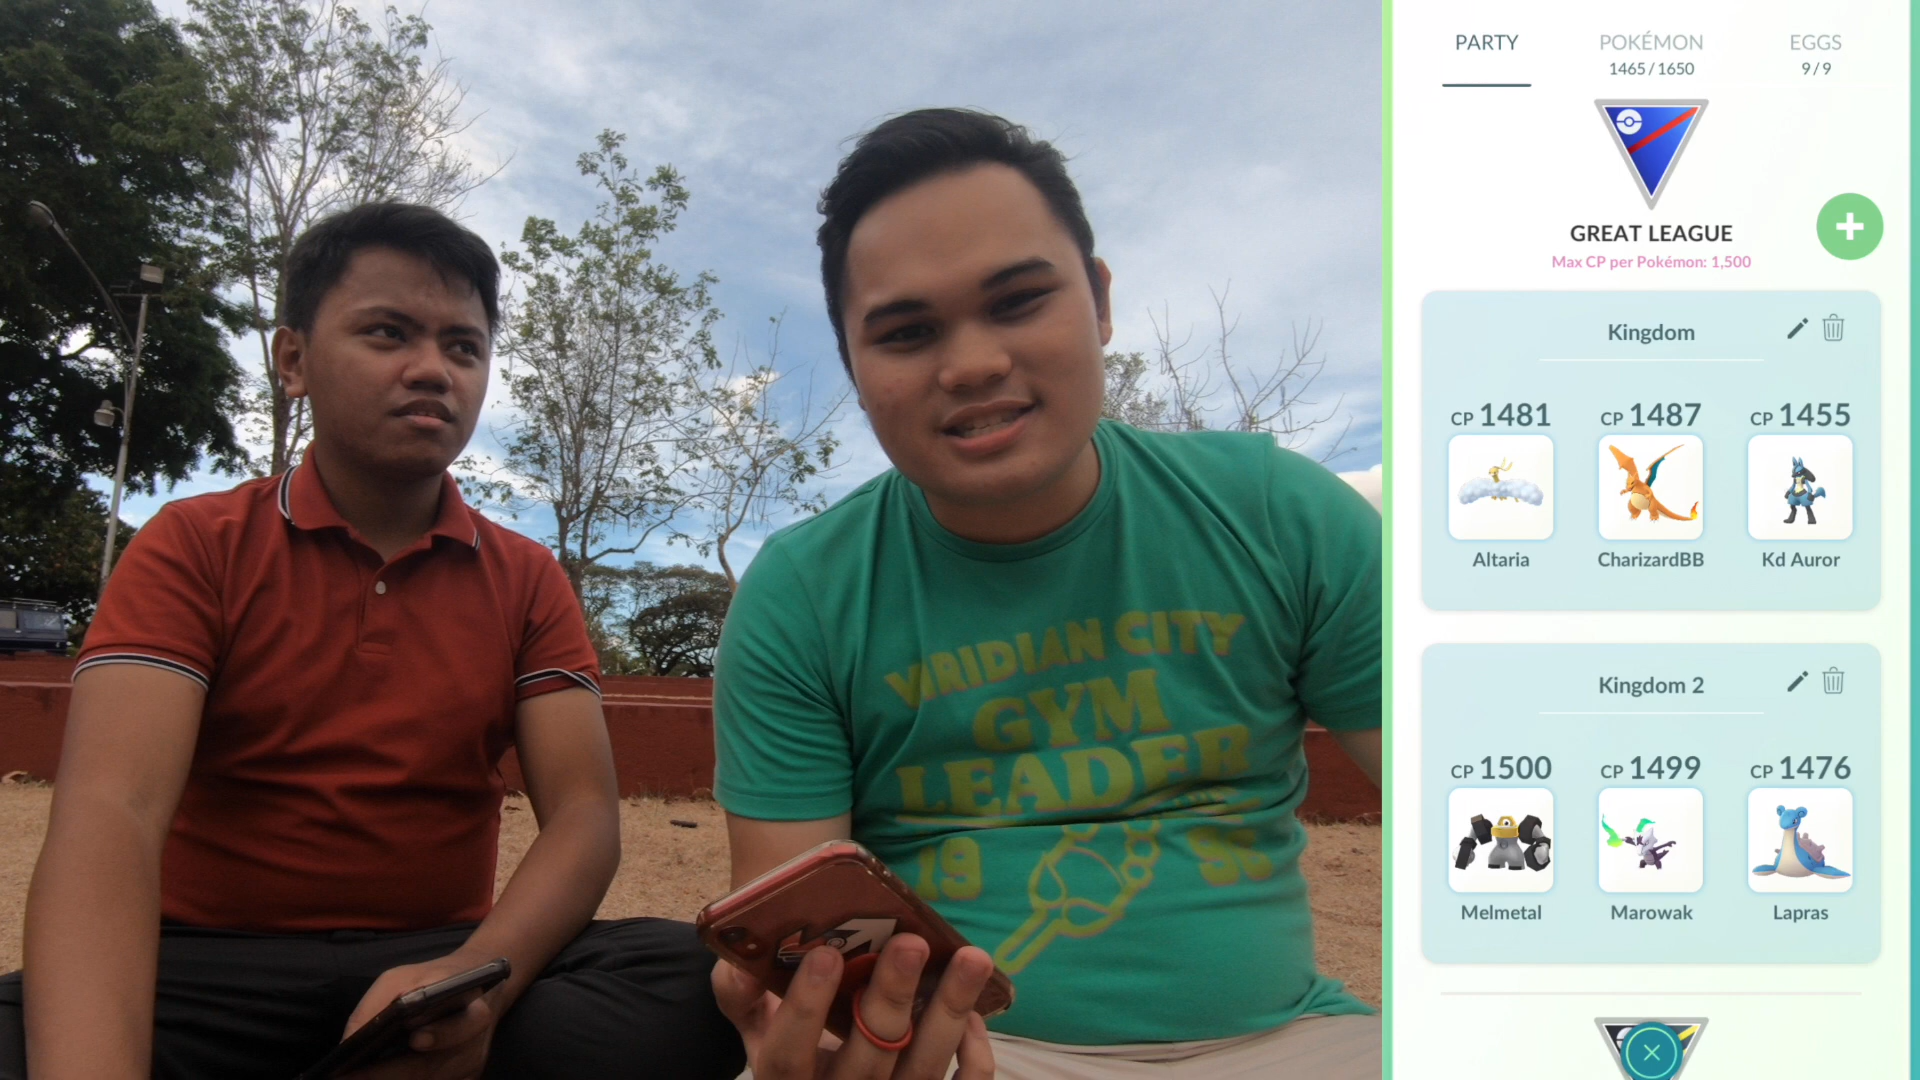 VIRIDIAN CITY
GYM
LEADER
19
PARTY
POKÉMON
1465 / 1650
EGGS
9 / 9
GREAT LEAGUE
Max CP per Pokémon: 1,500
Kingdom
CP 1481
CP 1487
CP 1455
Altaria
CharizardBB
Kd Auror
Kingdom 2
CP 1500
CP 1499
CP 1476
Melmetal
Marowak
Lapras